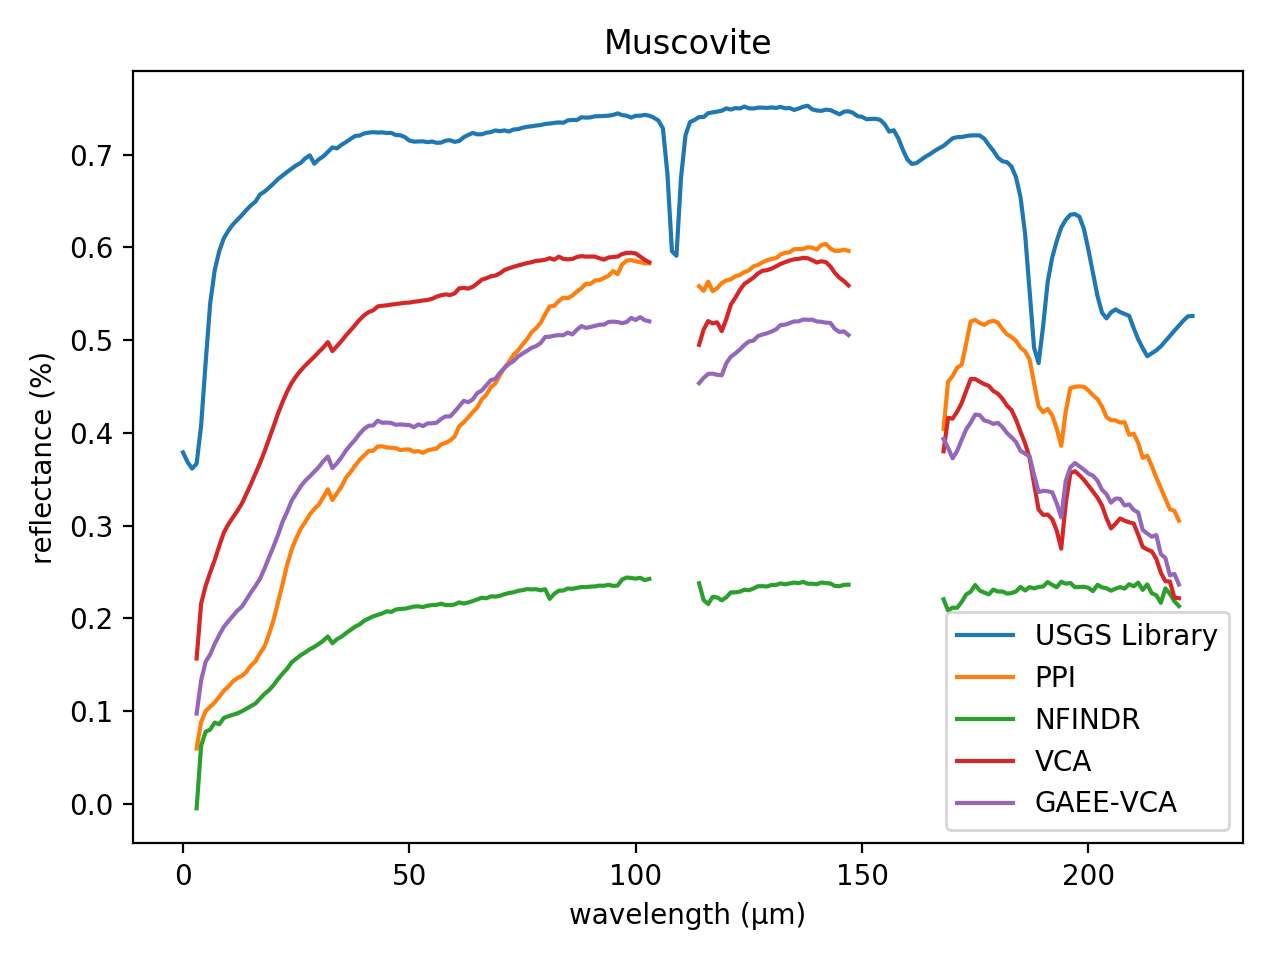 Muscovite
reflectance (%)
0.7
0.6
0.5
0.4
0.3
0.2
0.1
0.0
0 50 100 150 200
wavelength (µm)
USGS Library
PPI
NFINDR
VCA
GAEE-VCA